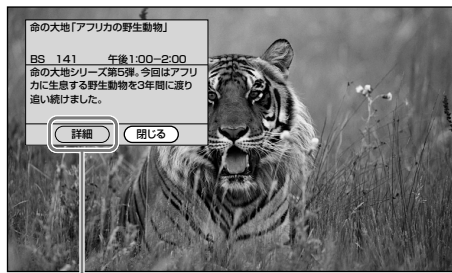 命の大地「アフリカの野生動物」
BS 141 午後1:00-2:00
命の大地シリーズ第5弾。今回はアフリ
カに生息する野生動物を3年間に渡り
追い続けました。
詳細 閉じる